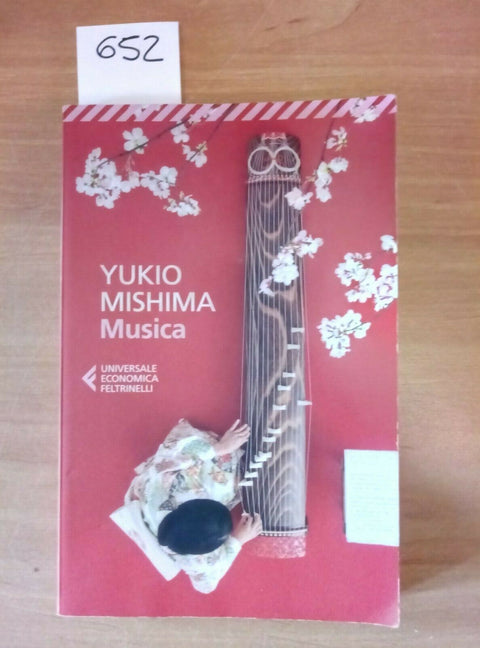 652
YUKIO
MISHIMA
Musica
UNIVERSALE
ECONOMICA
FELTRINELLI